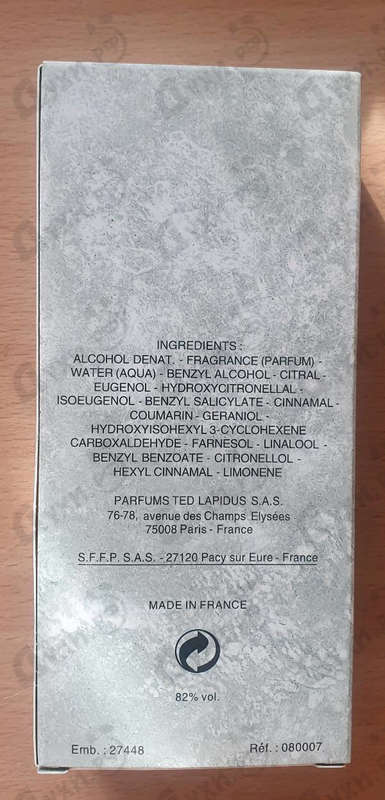 INGREDIENTS :
ALCOHOL DENAT. - FRAGRANCE (PARFUM) -
WATER (AQUA) - BENZYL ALCOHOL - CITRAL -
EUGENOL - HYDROXYCITRONELLAL -
ISOEUGENOL - BENZYL SALICYLATE - CINNAMAL -
COUMARIN - GERANIOL -
HYDROXYISOHEXYL 3-CYCLOHEXENE
CARBOXALDEHYDE - FARNESOL - LINALOOL -
BENZYL BENZOATE - CITRONELLOL -
HEXYL CINNAMAL - LIMONENE
PARFUMS TED LAPIDUS S.A.S.
76-78, avenue des Champs Elysées
75008 Paris - France
S.F.F.P. S.A.S. - 27120 Pacy sur Eure - France
MADE IN FRANCE
82% vol.
Emb. : 27448 Réf. : 080007